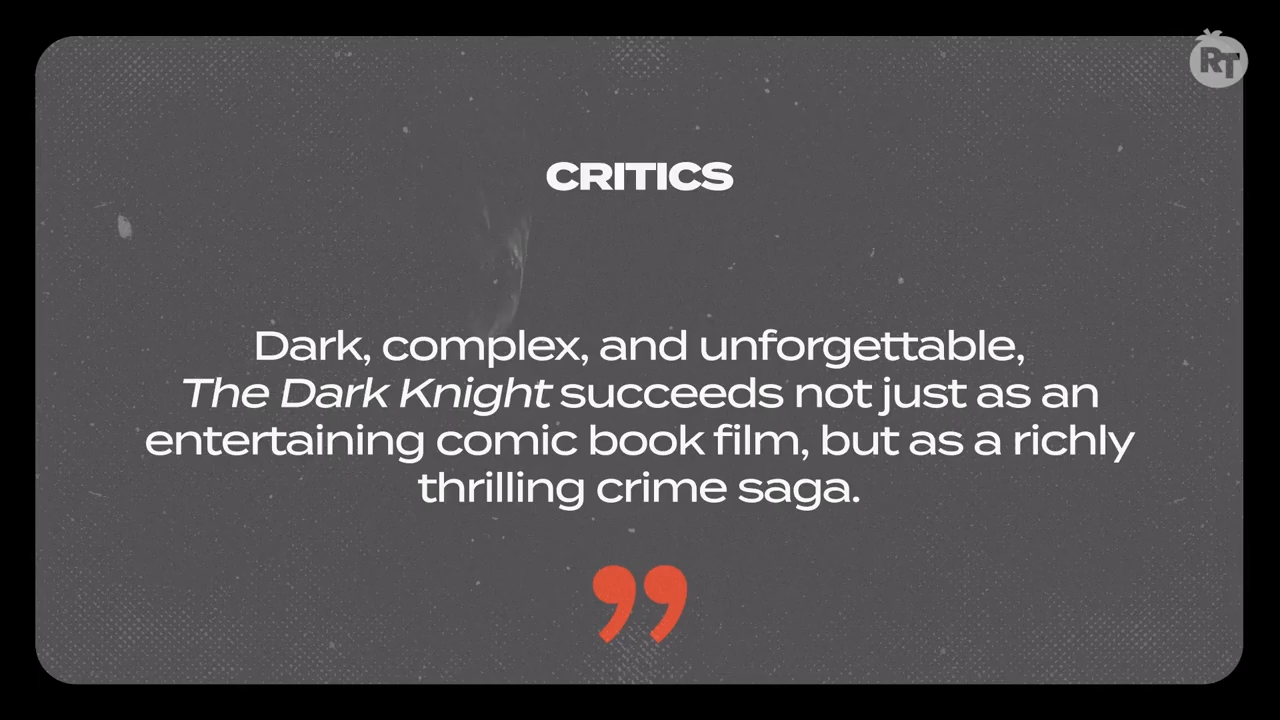 RT
CRITICS
Dark, complex, and unforgettable,
The Dark Knight succeeds not just as an
entertaining comic book film, but as a richly
thrilling crime saga.
”